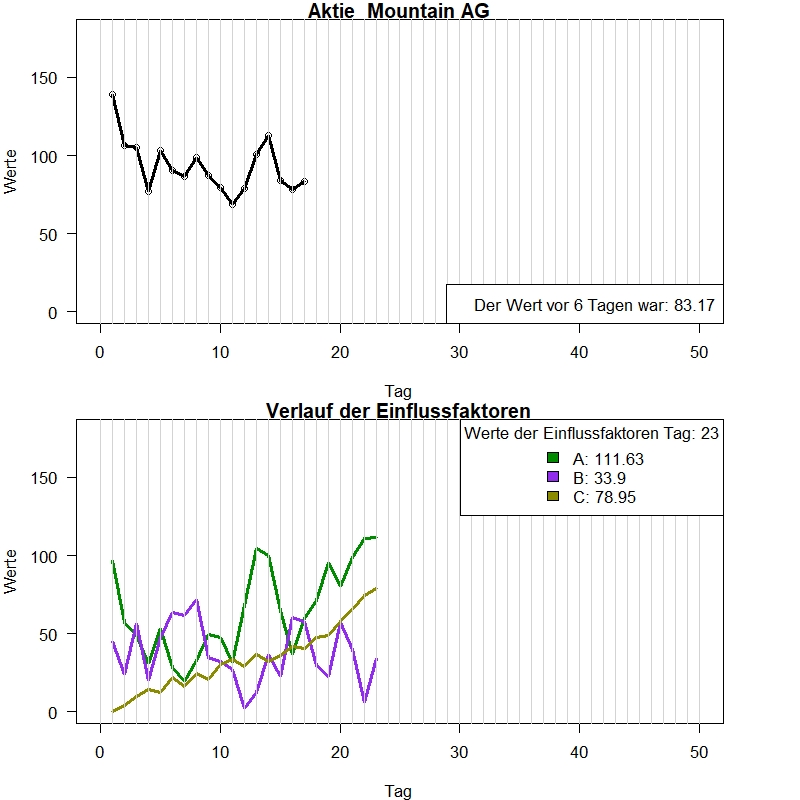 Aktie  Mountain AG
Werte
150
100
50
0
Der Wert vor 6 Tagen war: 83.17
0 10 20 30 40 50
Tag
Verlauf der Einflussfaktoren
Werte
150
100
50
0
Werte der Einflussfaktoren Tag: 23
A: 111.63
B: 33.9
C: 78.95
0 10 20 30 40 50
Tag